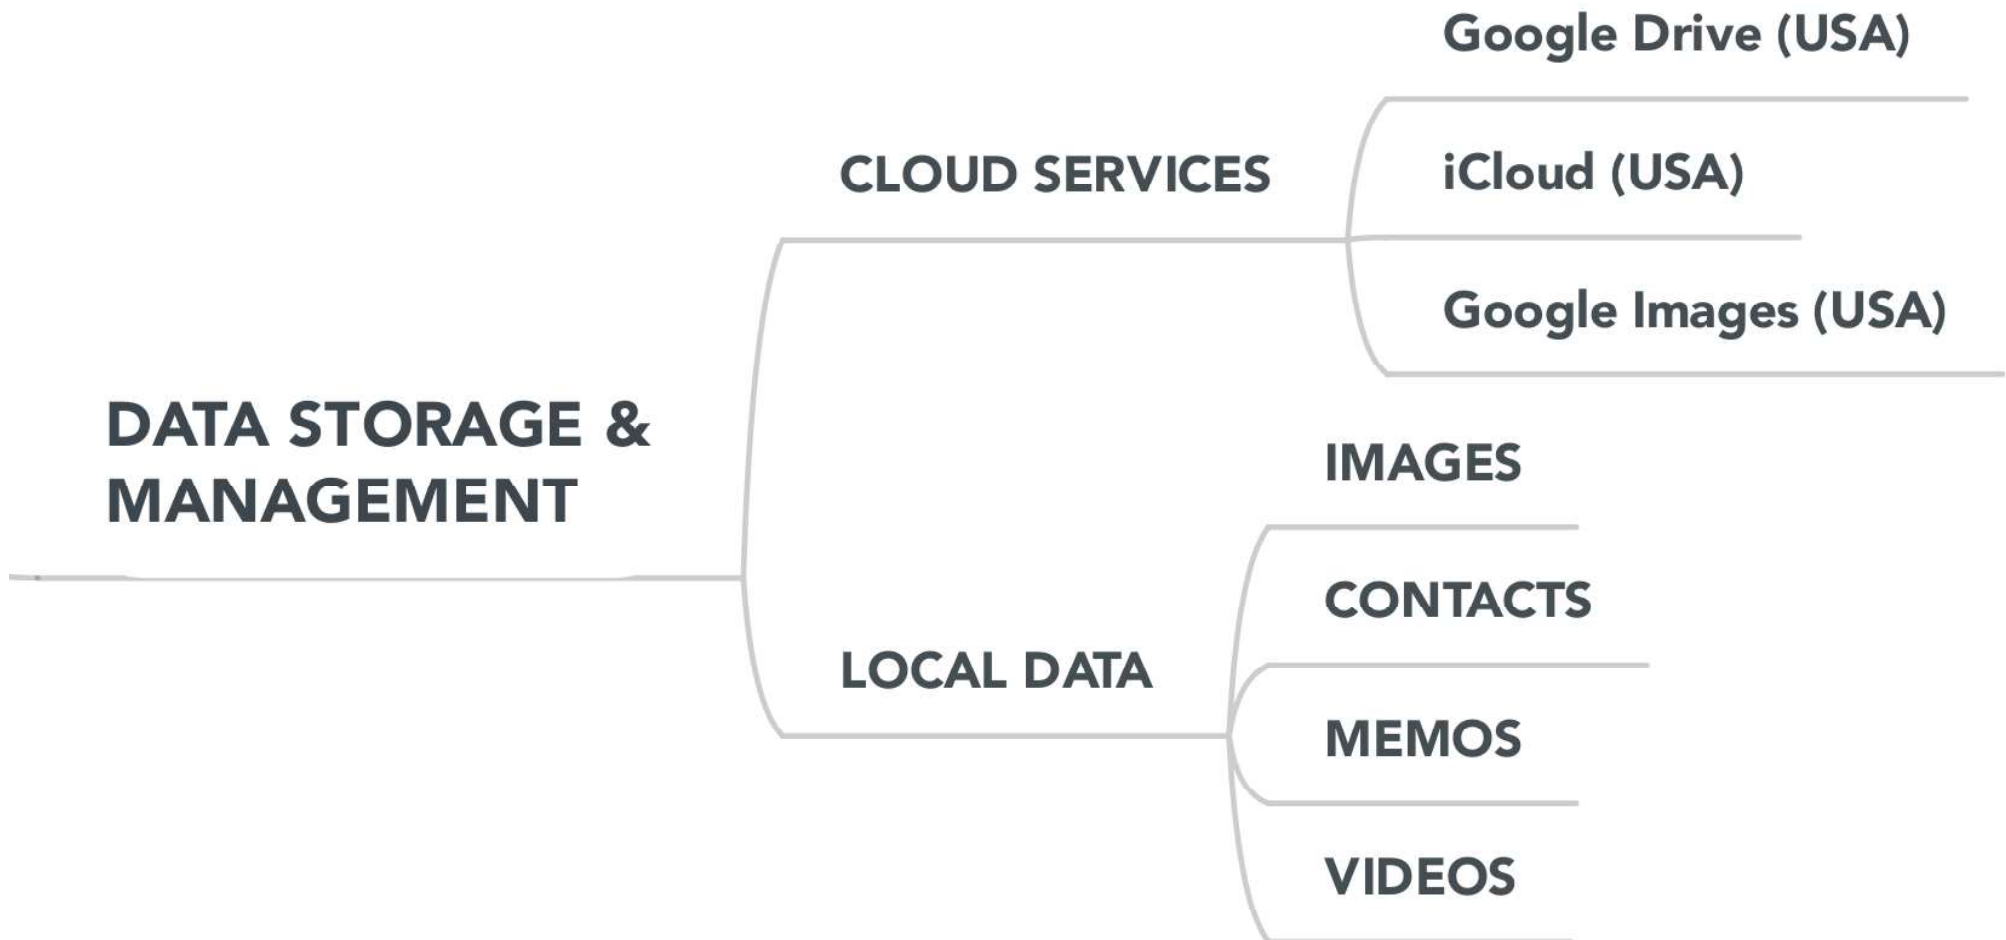 Google Drive (USA)
CLOUD SERVICES
iCloud (USA)
Google Images (USA)
DATA STORAGE &
MANAGEMENT
IMAGES
CONTACTS
LOCAL DATA
MEMOS
VIDEOS